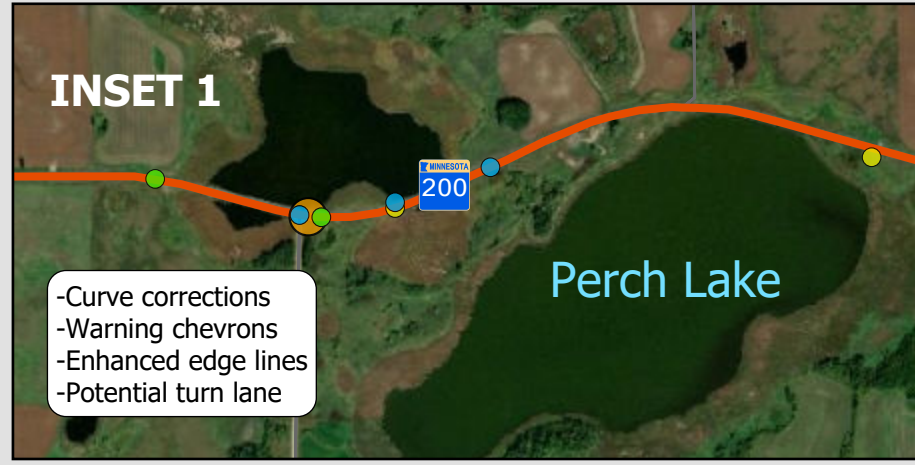 INSET 1
MINNESOTA
200
Perch Lake
-Curve corrections
-Warning chevrons
-Enhanced edge lines
-Potential turn lane